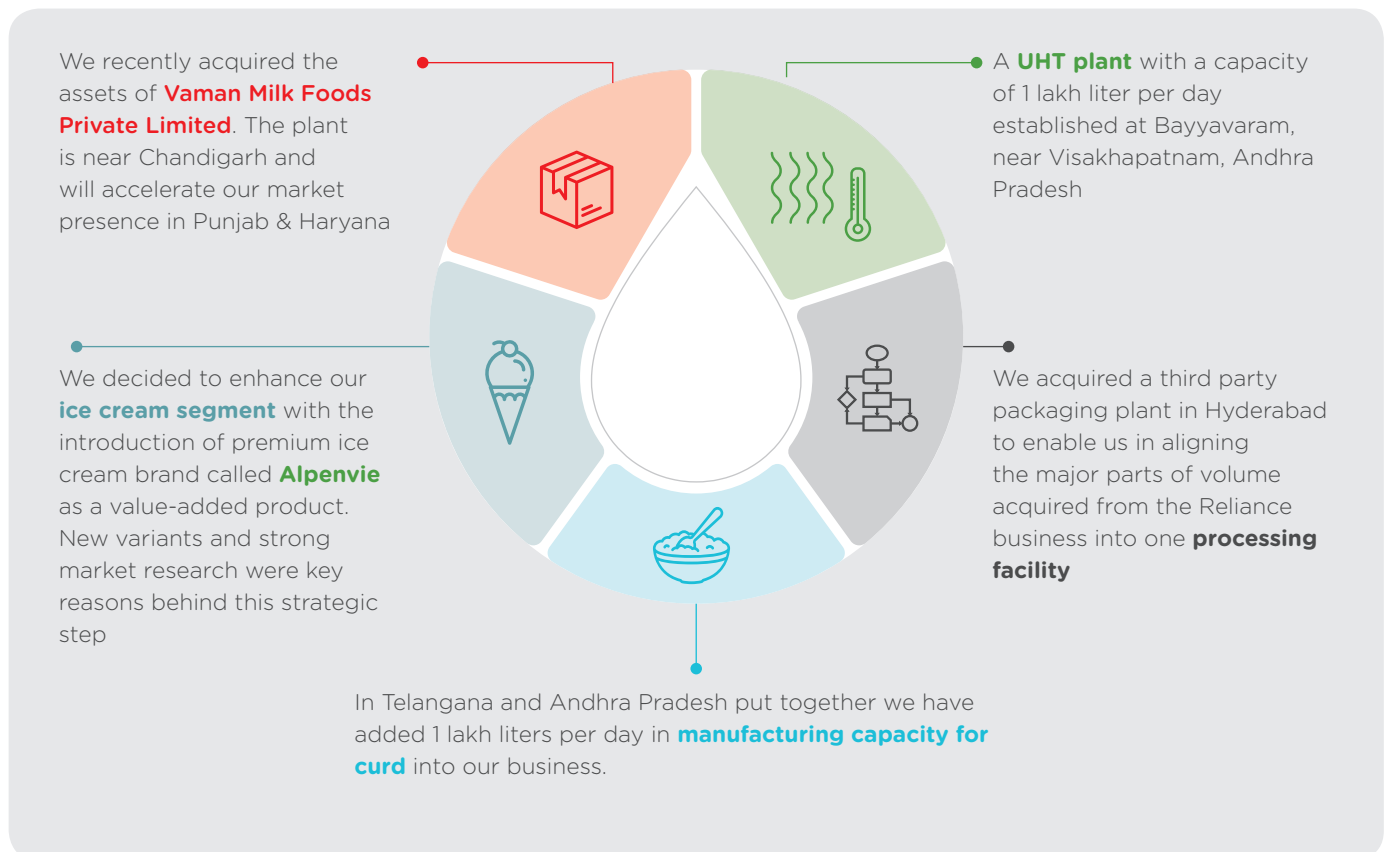 We recently acquired the
assets of Vaman Milk Foods
Private Limited. The plant
is near Chandigarh and
will accelerate our market
presence in Punjab & Haryana
A UHT plant with a capacity
of 1 lakh liter per day
established at Bayyavaram,
near Visakhapatnam, Andhra
Pradesh
We decided to enhance our
ice cream segment with the
introduction of premium ice
cream brand called Alpenvie
as a value-added product.
New variants and strong
market research were key
reasons behind this strategic
step
We acquired a third party
packaging plant in Hyderabad
to enable us in aligning
the major parts of volume
acquired from the Reliance
business into one processing
facility
In Telangana and Andhra Pradesh put together we have
added 1 lakh liters per day in manufacturing capacity for
curd into our business.